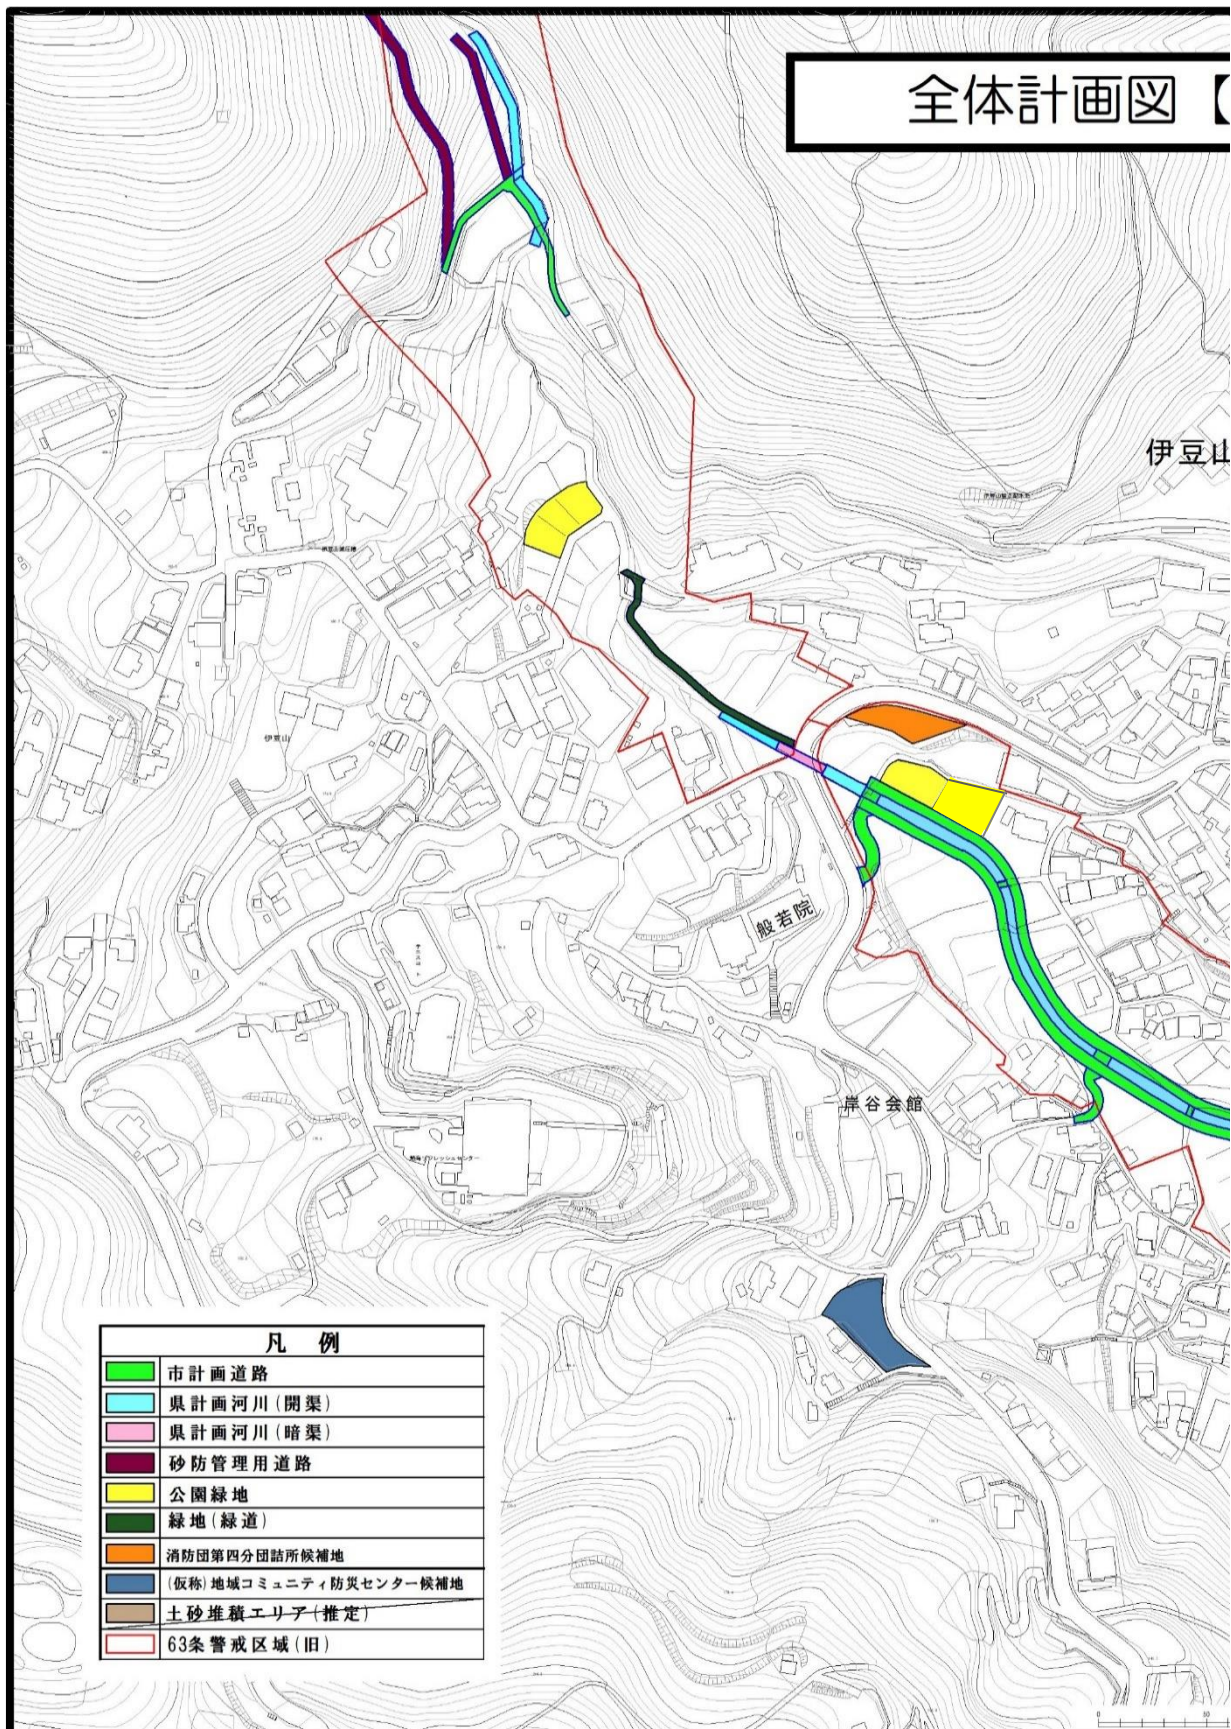 全体計画図【
伊豆山
伊豆山
般若院
岸谷会館
凡 例
市計画道路
県計画河川(開渠)
県計画河川(暗渠)
砂防管理用道路
公園緑地
緑地(緑道)
消防団第四分団詰所候補地
(仮称)地域コミュニティ防災センター候補地
土砂堆積エリア(推定)
63条警戒区域(旧)
0
50